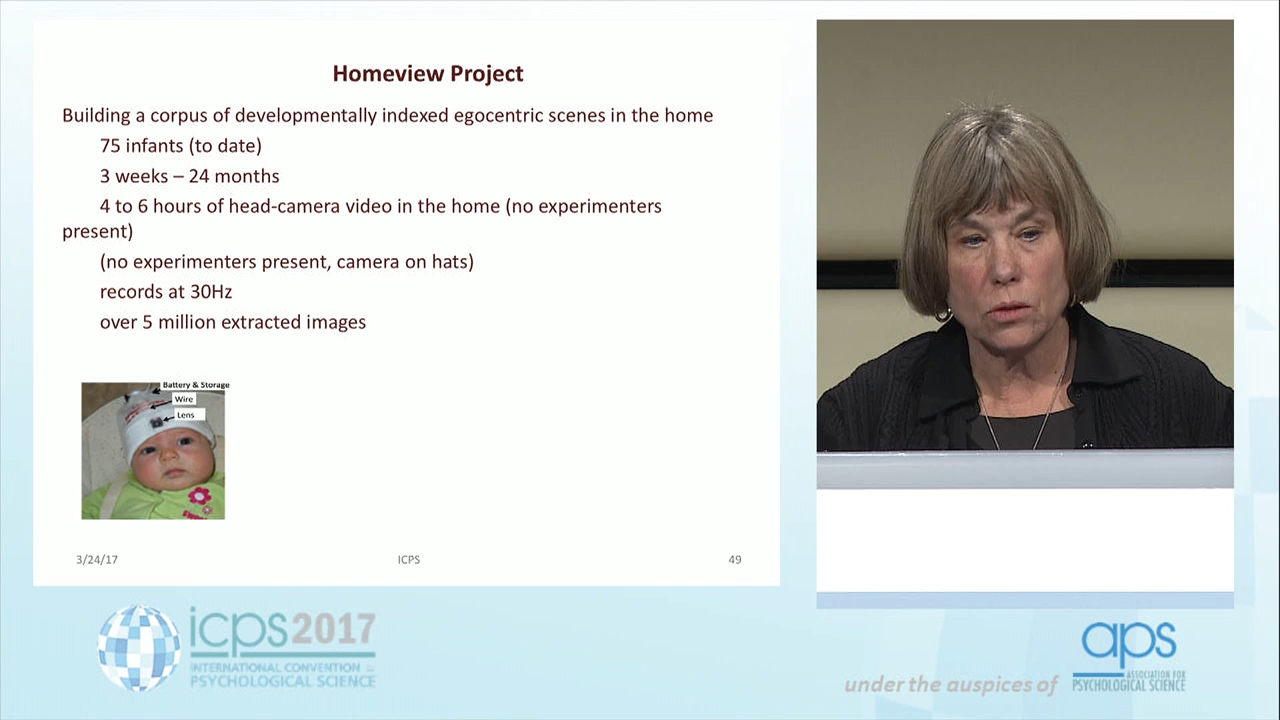 Homeview Project
Building a corpus of developmentally indexed egocentric scenes in the home
75 infants (to date)
3 weeks – 24 months
4 to 6 hours of head-camera video in the home (no experimenters
present)
(no experimenters present, camera on hats)
records at 30Hz
over 5 million extracted images
Battery & Storage
Wire
Lens
3/24/17
ICPS
49
icps2017
INTERNATIONAL CONVENTION
PSYCHOLOGICAL SCIENCE
under the auspices of
aps
ASSOCIATION FOR
PSYCHOLOGICAL SCIENCE